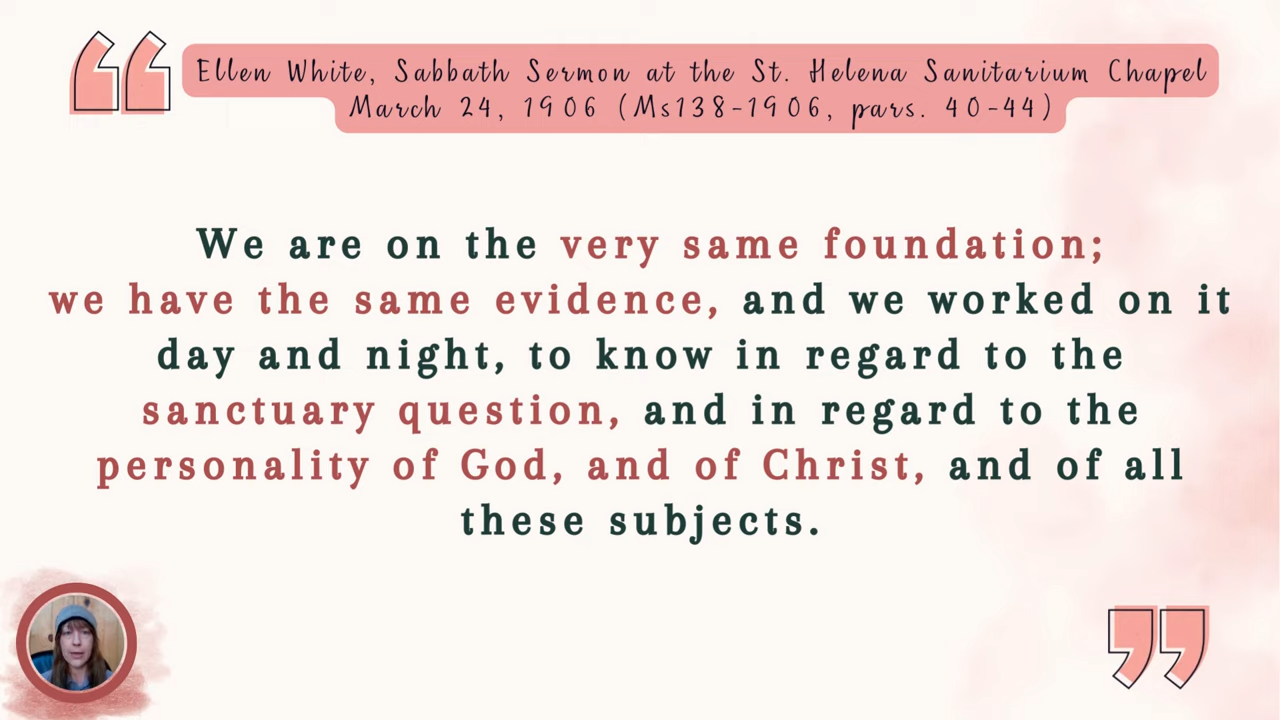 Ellen White, Sabbath Sermon at the St. Helena Sanitarium Chapel
March 24, 1906 (Ms138-1906, pars. 40-44)
We are on the very same foundation;
we have the same evidence, and we worked on it
day and night, to know in regard to the
sanctuary question, and in regard to the
personality of God, and of Christ, and of all
these subjects.